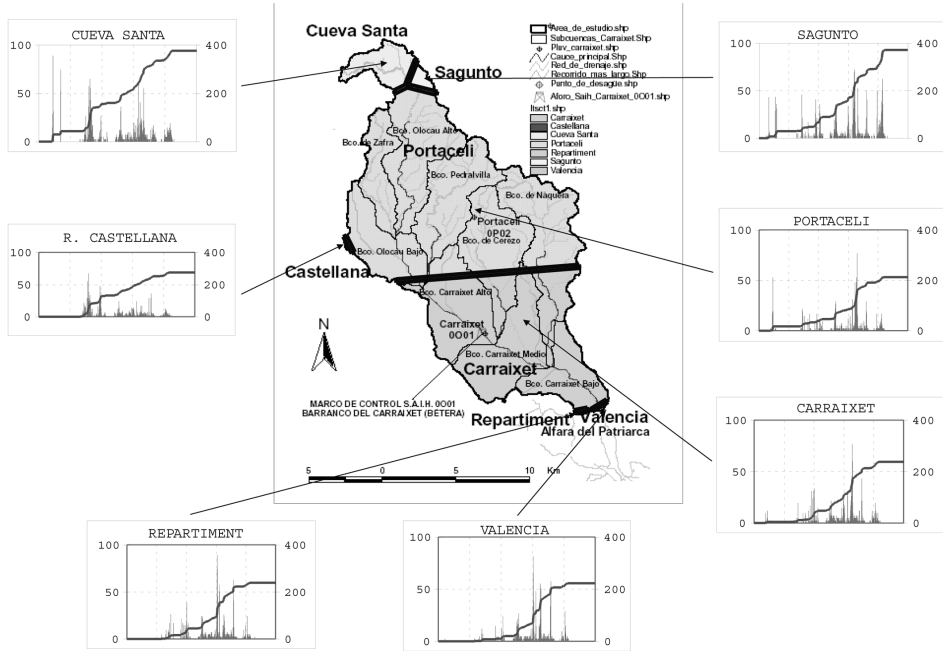 CUEVA SANTA
100
50
0
400
200
0
Cueva Santa
Sagunto
Area_de_estudio.shp
Subcuencas_Carraixet.Shp
Pluv_carraixet.shp
Cauce_principal.Shp
Red_de_drenaje.shp
Recorrido_mas_largo.Shp
Punto_de_desagüe.shp
Aforo_Saih_Carraixet_0O01.shp
Itsct1.shp
Carraixet
Castellana
Cueva Santa
Portaceli
Repartiment
Sagunto
Valencia
SAGUNTO
100
50
0
400
200
0
Bco. Olocau Alto
Bco. de Zafra
Portaceli
Bco. Pedralvilla
Bco. de Náquera
Portaceli
0P02
Bco. de Cerezo
Bco. Olocau Bajo
R. CASTELLANA
100
50
0
400
200
0
PORTACELI
100
50
0
400
200
0
Castellana
Bco. Carraixet Alto
N
Carraixet
0O01
Bco. Carraixet Medio
Carraixet
Bco. Carraixet Bajo
MARCO DE CONTROL S.A.I.H. 0O01
BARRANCO DEL CARRAIXET (BÉTERA)
Repartiment
Valencia
Alfara del Patriarca
5 0 5 10 Km
CARRAIXET
100
50
0
400
200
0
REPARTIMENT
100
50
0
400
200
0
VALENCIA
100
50
0
400
200
0